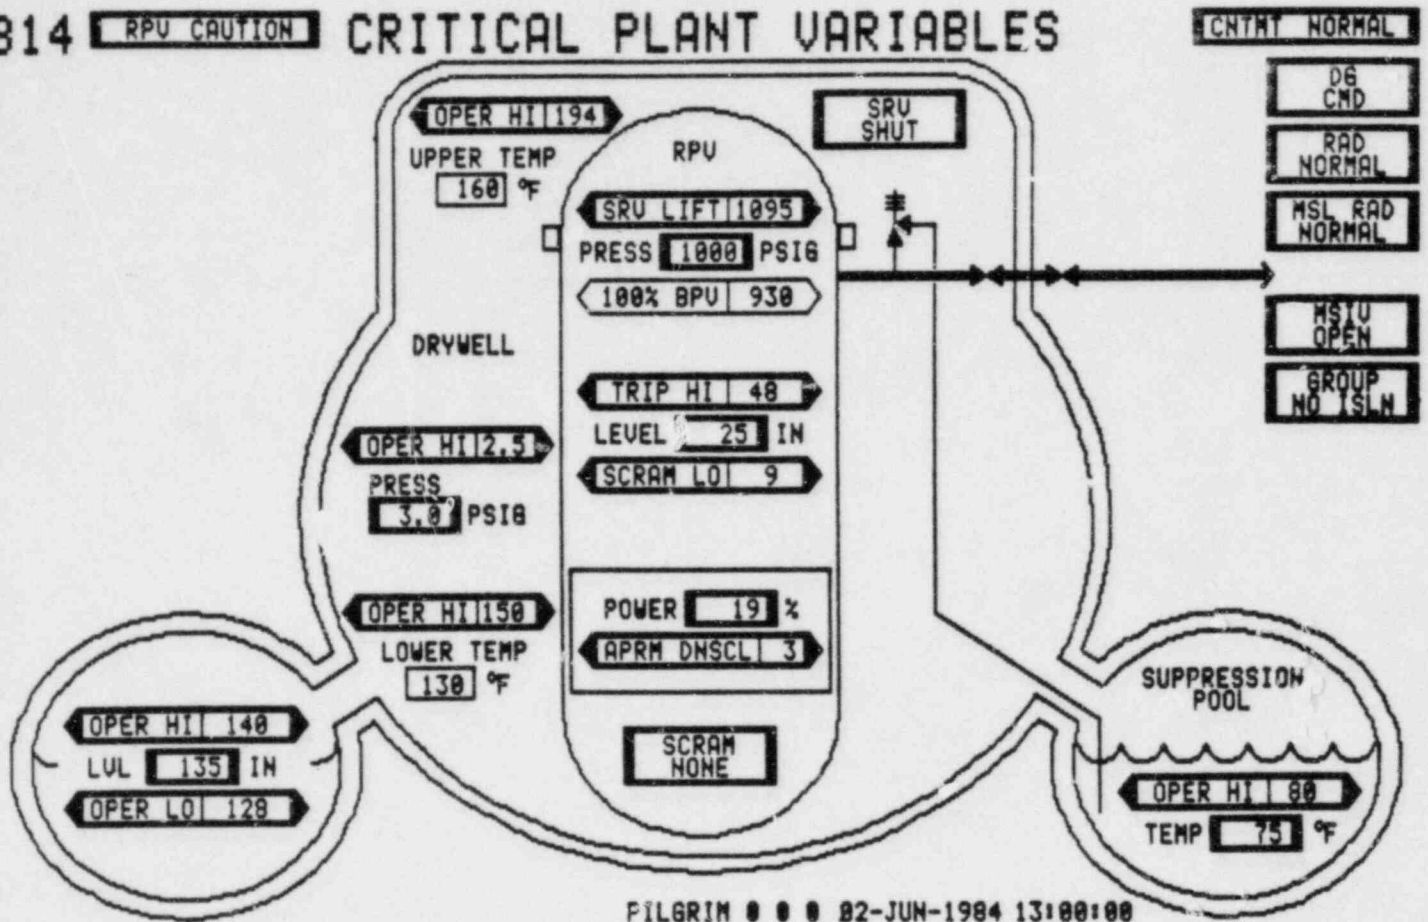 314 RPV CAUTION CRITICAL PLANT VARIABLES CNTMT NORMAL
OPER HI 194
UPPER TEMP
160 °F
RPV
SRV
SHUT
DG
CMD
RAD
NORMAL
MSL RAD
NORMAL
SRV LIFT 1095
PRESS 1000 PSIG
100% BPV 930
MSIV
OPEN
GROUP
NO ISLN
DRYWELL
TRIP HI 48
LEVEL 25 IN
SCRAM LO 9
OPER HI 2.5
PRESS
3.0 PSIG
OPER HI 150
LOWER TEMP
130 °F
POWER 19 %
APRM DNSCL 3
SCRAM
NONE
OPER HI 140
LVL 135 IN
OPER LO 128
SUPPRESSION
POOL
OPER HI 80
TEMP 75 °F
PILGRIM 0 0 0 02-JUN-1984 13:00:00